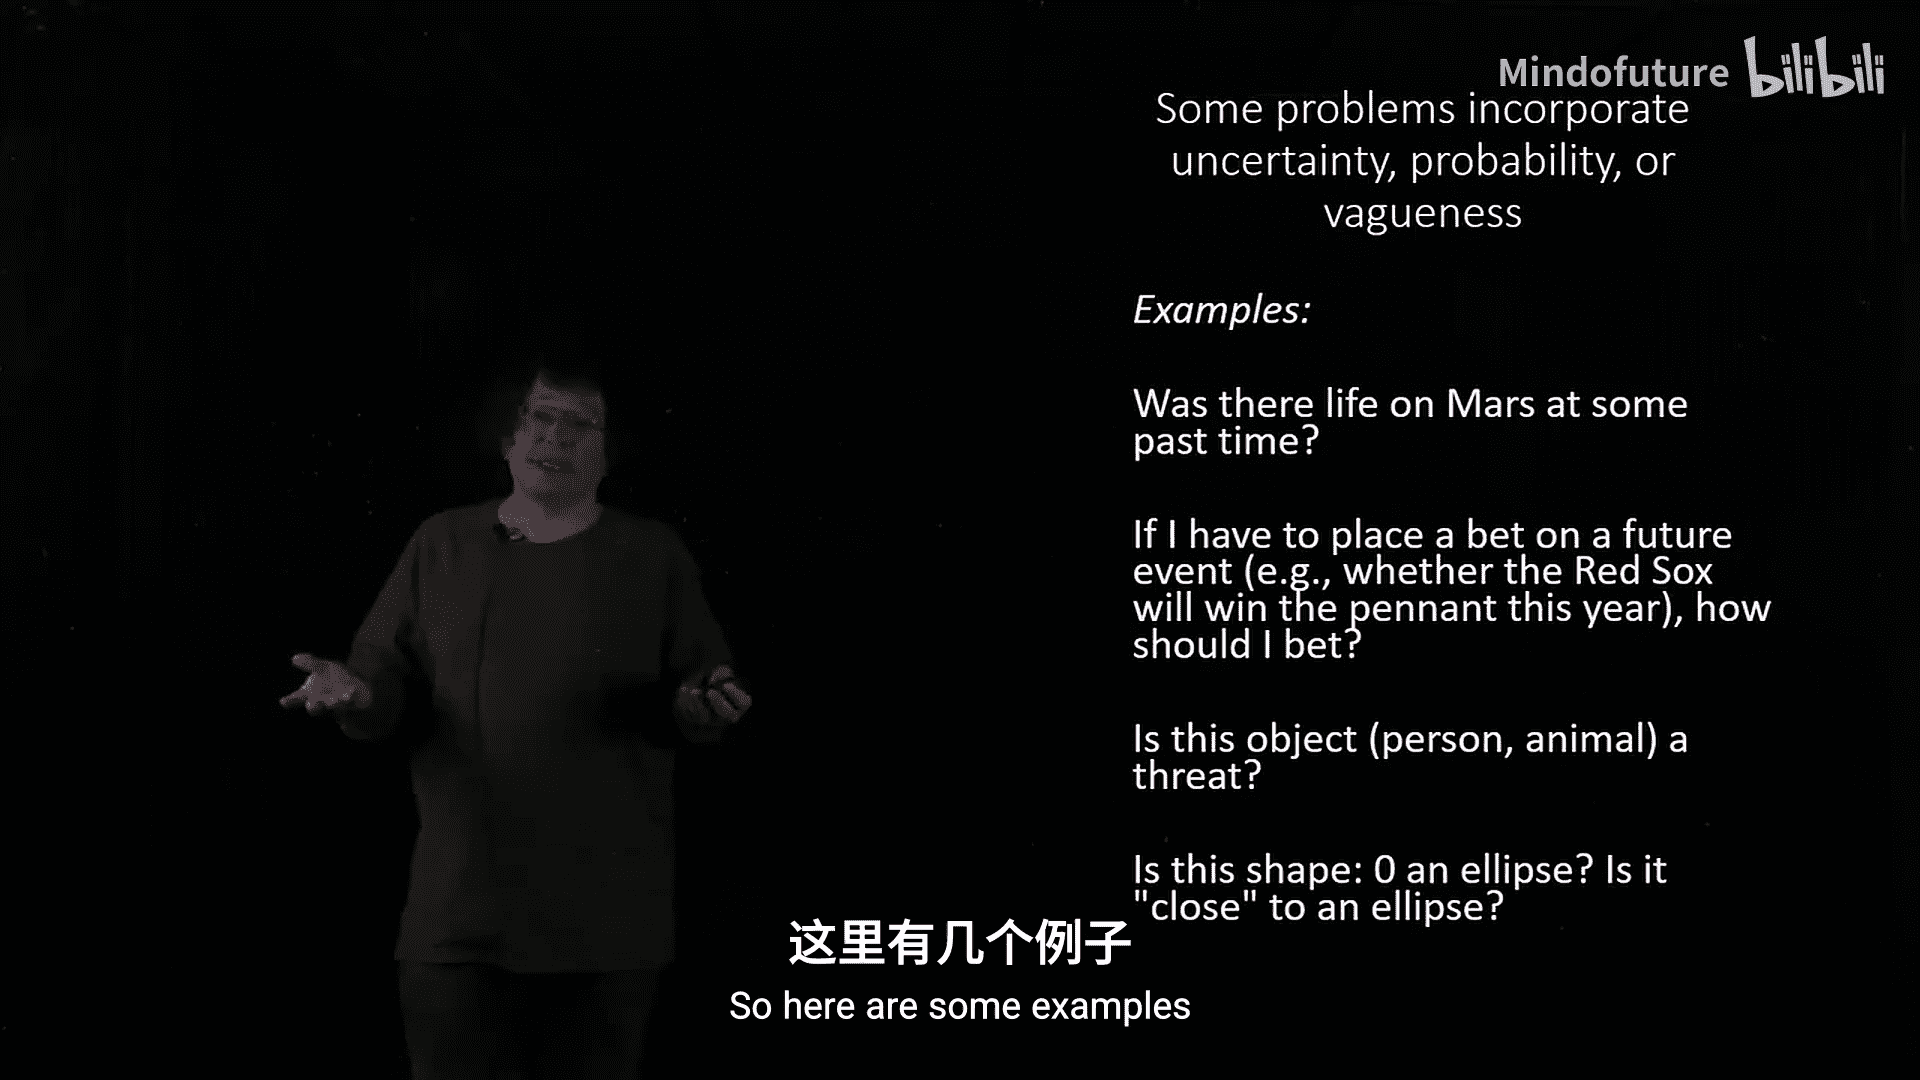 Mindofuture bilibili
Some problems incorporate
uncertainty, probability, or
vagueness
Examples:
Was there life on Mars at some
past time?
If I have to place a bet on a future
event (e.g., whether the Red Sox
will win the pennant this year), how
should I bet?
Is this object (person, animal) a
threat?
Is this shape: 0 an ellipse? Is it
"close" to an ellipse?
这里有几个例子
So here are some examples